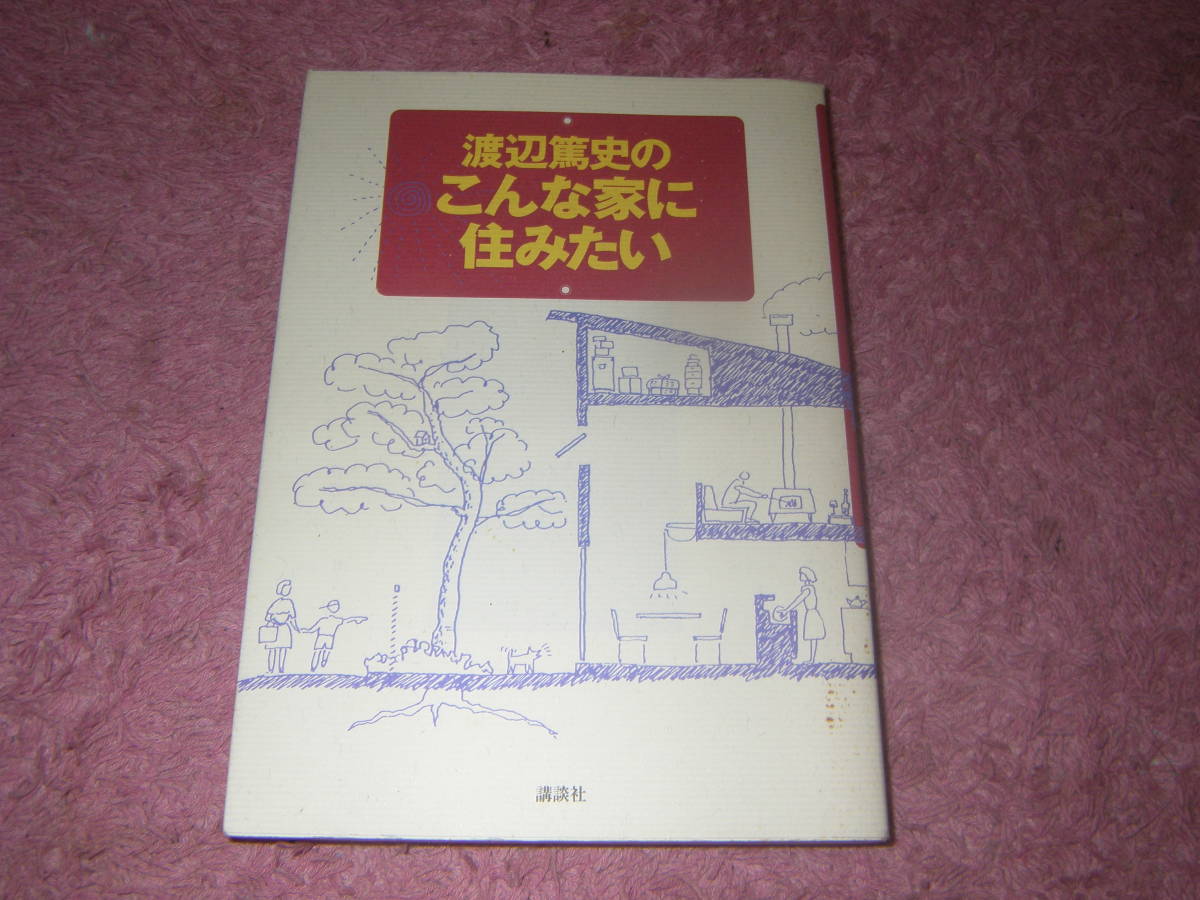 渡辺篤史の
こんな家に
住みたい
講談社